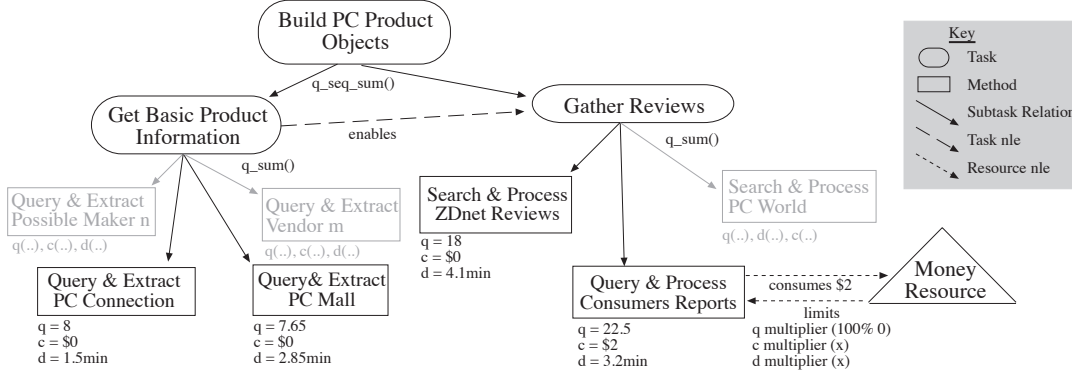 Build PC Product
Objects
q_seq_sum()
Get Basic Product
Information
enables
Gather Reviews
q_sum()
q_sum()
Query & Extract
Possible Maker n
q(..), c(..), d(..)
Query & Extract
Vendor m
q(..), c(..), d(..)
Query & Extract
PC Connection
q = 8
c = $0
d = 1.5min
Query& Extract
PC Mall
q = 7.65
c = $0
d = 2.85min
Search & Process
ZDnet Reviews
q = 18
c = $0
d = 4.1min
Search & Process
PC World
q(..), d(..), c(..)
Query & Process
Consumers Reports
q = 22.5
c = $2
d = 3.2min
consumes $2
limits
q multiplier (100% 0)
c multiplier (x)
d multiplier (x)
Money
Resource
Key
Task
Method
Subtask Relation
Task nle
Resource nle